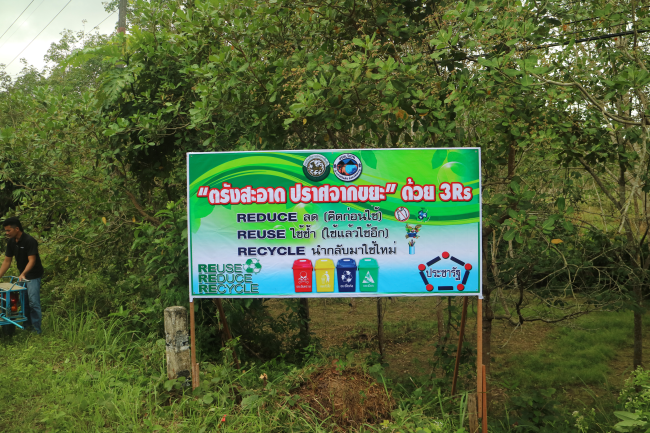 “ตรังสะอาด ปราศจากขยะ” ด้วย 3Rs
REDUCE ลด (คิดก่อนใช้)
REUSE ใช้ซ้ำ (ใช้แล้วใช้อีก)
RECYCLE นำกลับมาใช้ใหม่
REUSE
REDUCE
RECYCLE
ประชารัฐ